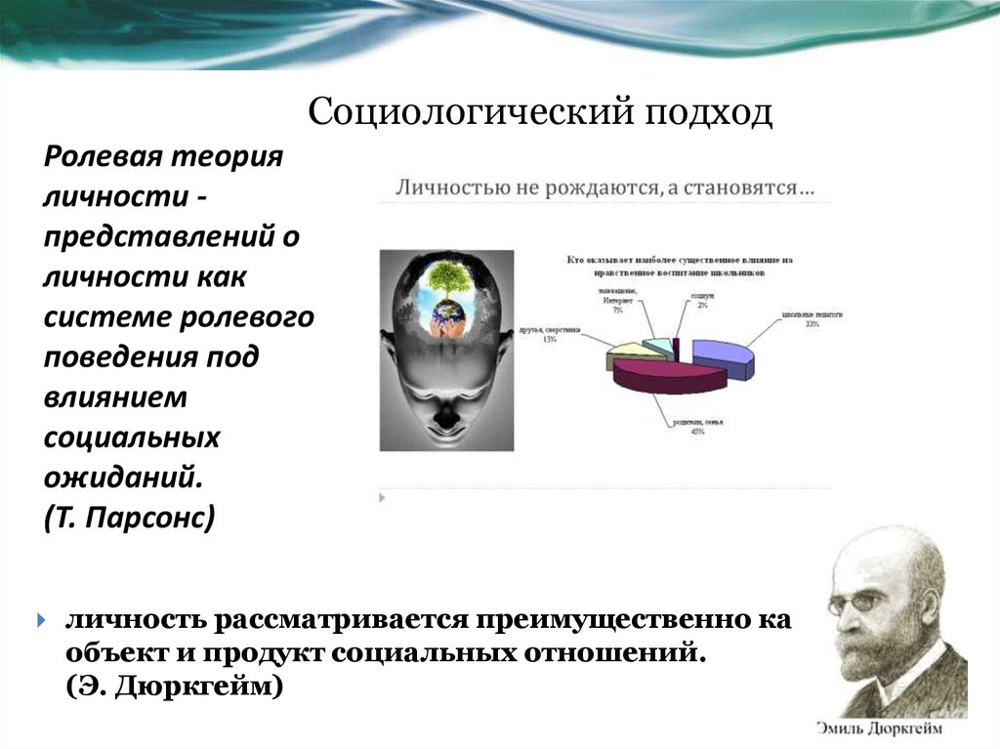 Социологический подход
Ролевая теория
личности -
представлений о
личности как
системе ролевого
поведения под
влиянием
социальных
ожиданий.
(Т. Парсонс)
Личностью не рождаются, а становятся...
Кто оказывает наиболее существенное влияние на
нравственное воспитание школьников
телевидение,
Интернет
7%
социум
2%
школьные педагоги
33%
друзья, сверстники
13%
родители, семья
45%
личность рассматривается преимущественно ка
объект и продукт социальных отношений.
(Э. Дюркгейм)
Эмиль Дюркгейм